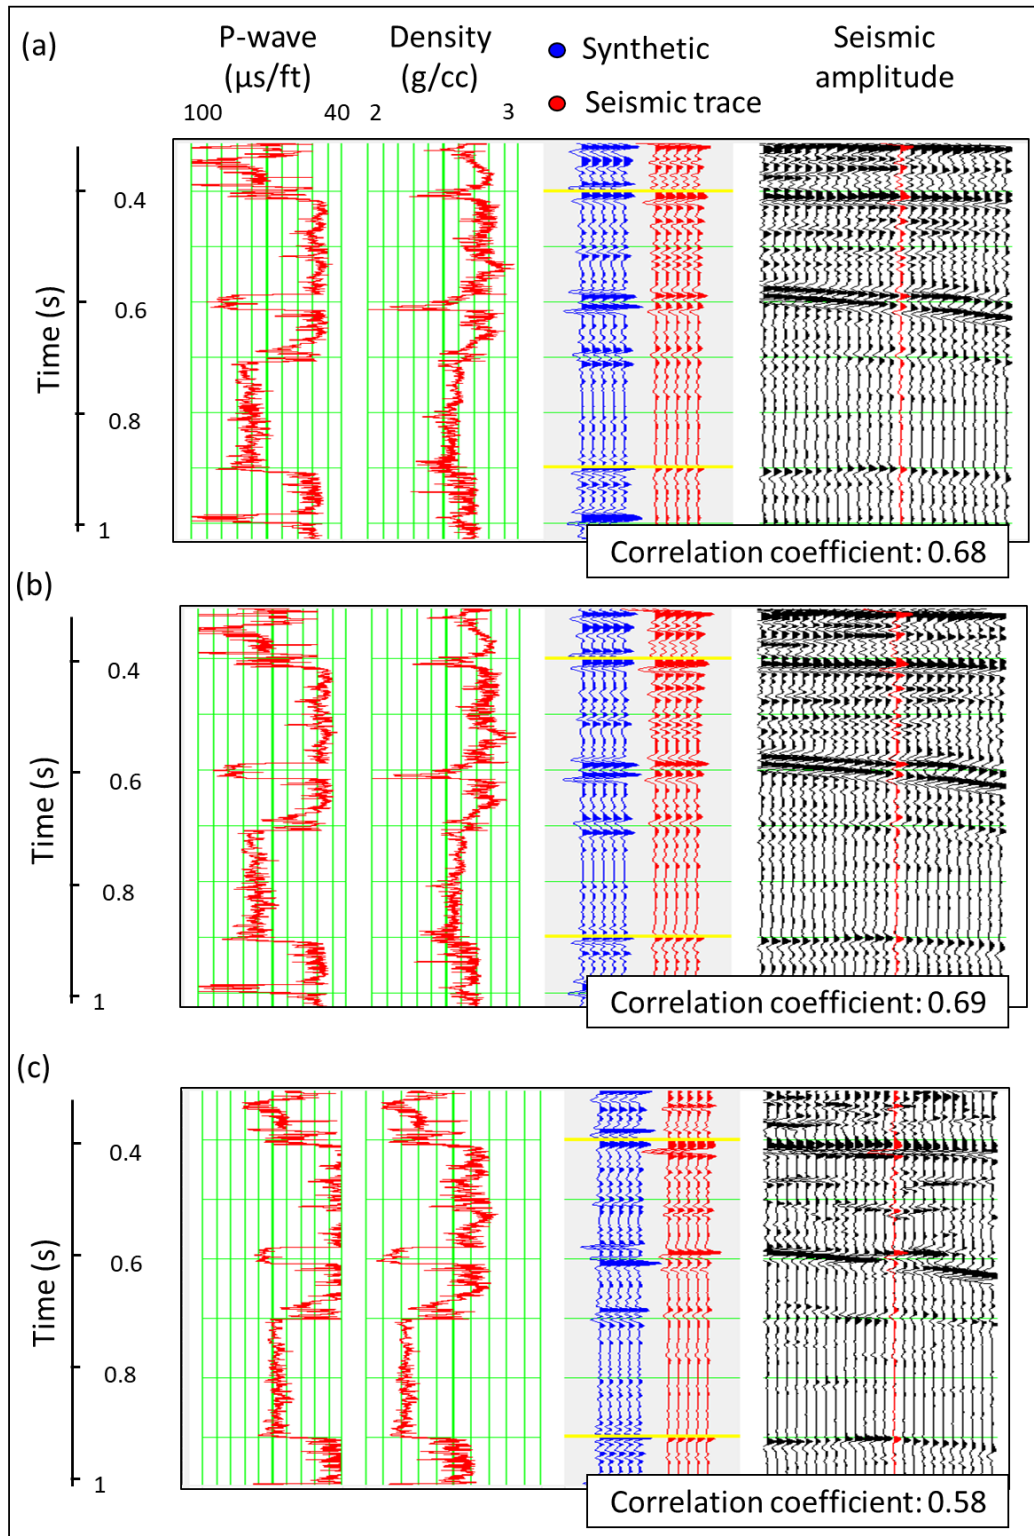 (a)
P-wave
(µs/ft)
Density
(g/cc)
Synthetic
Seismic trace
Seismic
amplitude
100
40
2
3
Time (s)
0.4
0.6
0.8
1
Correlation coefficient: 0.68
(b)
Time (s)
0.4
0.6
0.8
1
Correlation coefficient: 0.69
(c)
Time (s)
0.4
0.6
0.8
1
Correlation coefficient: 0.58